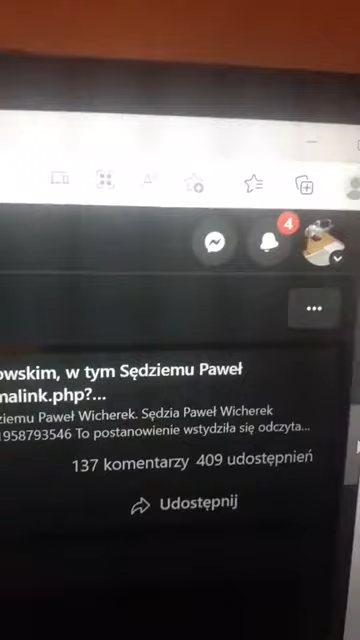 4
owskim, w tym Sędziemu Paweł
malink.php?...
ziemu Paweł Wicherek. Sędzia Paweł Wicherek
1958793546 To postanowienie wstydziła się odczyta...
137 komentarzy 409 udostępnień
Udostępnij